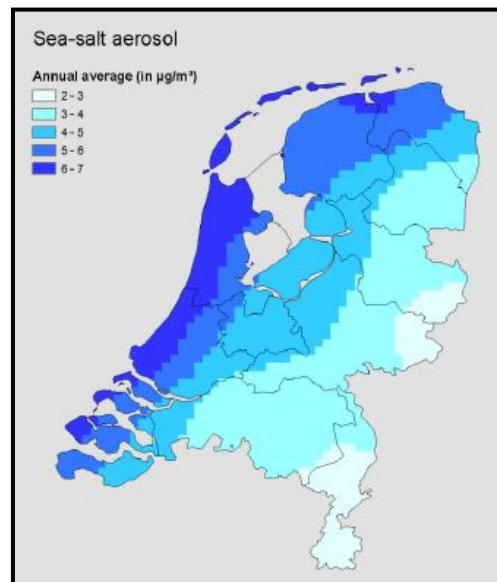 Sea-salt aerosol
Annual average (in µg/m³)
2 - 3
3 - 4
4 - 5
5 - 6
6 - 7